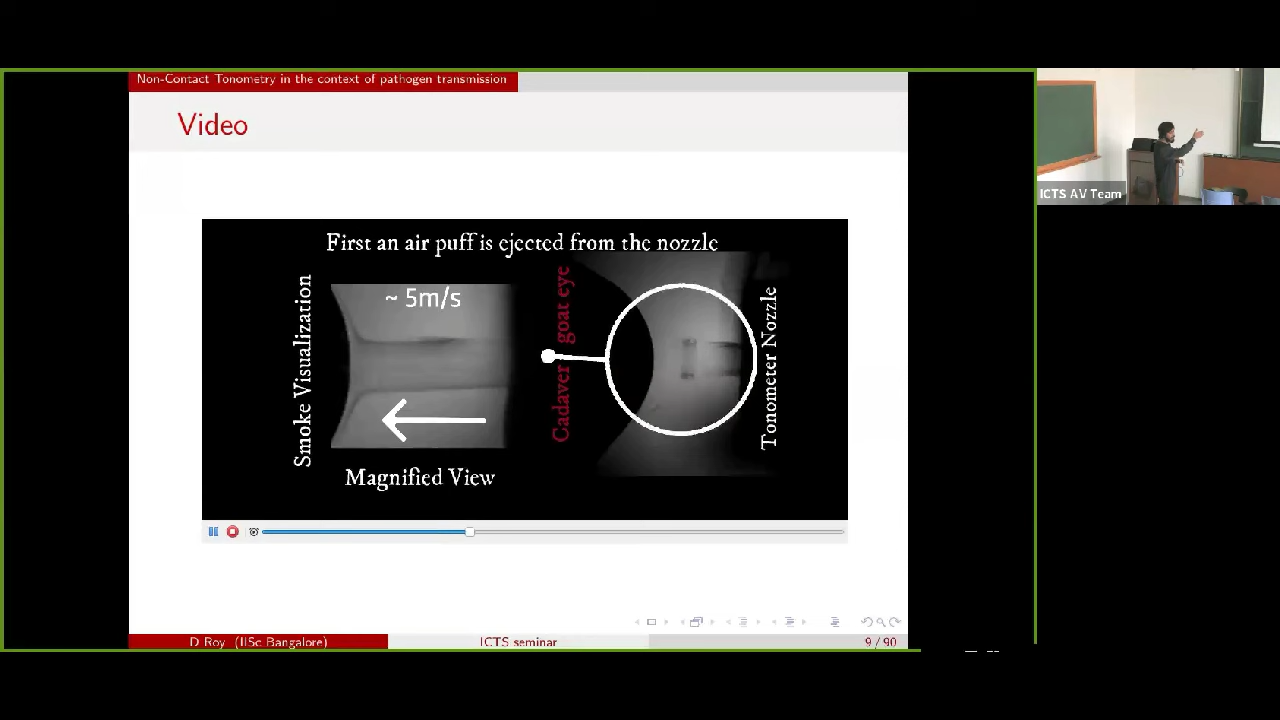 Non-Contact Tonometry in the context of pathogen transmission
Video
First an air puff is ejected from the nozzle
Smoke Visualization
~ 5m/s
Magnified View
Cadaver goat eye
Tonometer Nozzle
D Roy (IISc Bangalore)
ICTS seminar
9 / 90
ICTS AV Team